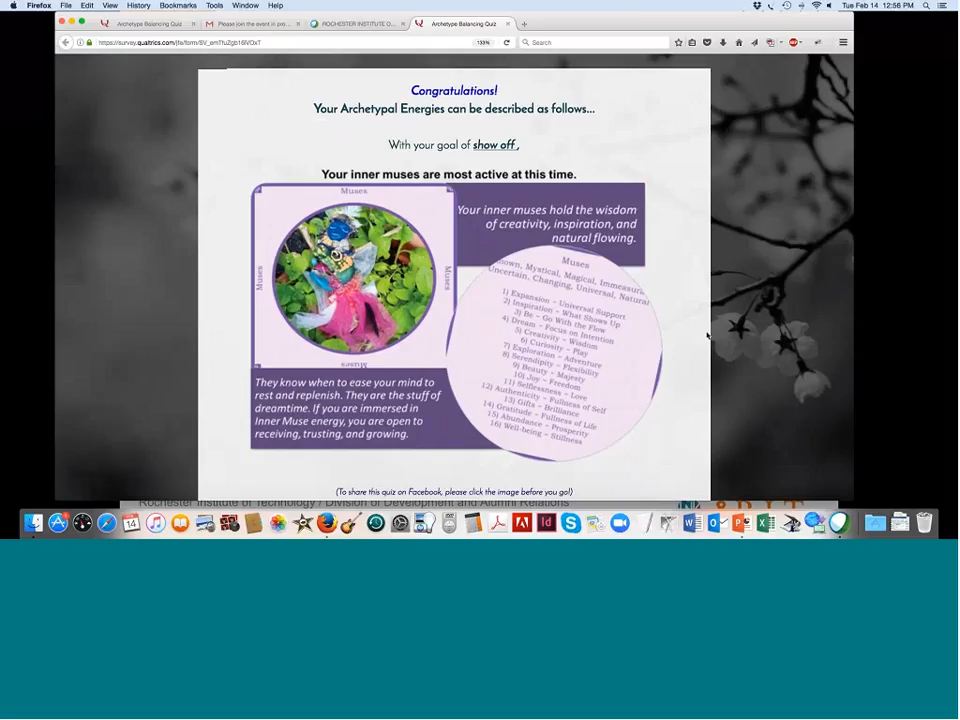 Firefox File Edit View History Bookmarks Tools Window Help
Tue Feb 14 12:56 PM
Archetype Balancing Quiz
Please join the event in pro...
ROCHESTER INSTITUTE O...
Archetype Balancing Quiz
133%
Search
Congratulations!
Your Archetypal Energies can be described as follows...
With your goal of show off ,
Your inner muses are most active at this time.
Muses
Muses
Muses
Muses
Your inner muses hold the wisdom
of creativity, inspiration, and
natural flowing.
Muses
Mystical, Magical,
Uncertain, Changing, Universal,
1) Expansion – Universal Support
2) Inspiration – What Shows Up
3) Be – Go With the Flow
4) Dream – Focus on Intention
5) Creativity – Wisdom
6) Curiosity – Play
7) Exploration – Adventure
8) Serendipity – Flexibility
9) Beauty – Majesty
10) Joy – Freedom
11) Selflessness – Love
12) Authenticity – Fullness of Self
13) Gifts – Brilliance
14) Gratitude – Fullness of Life
15) Abundance – Prosperity
16) Well-being – Stillness
They know when to ease your mind to
rest and replenish. They are the stuff of
dreamtime. If you are immersed in
Inner Muse energy, you are open to
receiving, trusting, and growing.
(To share this quiz on Facebook, please click the image before you go!)
Rochester Institute of Technology / Division of Development and Alumni Relations
14